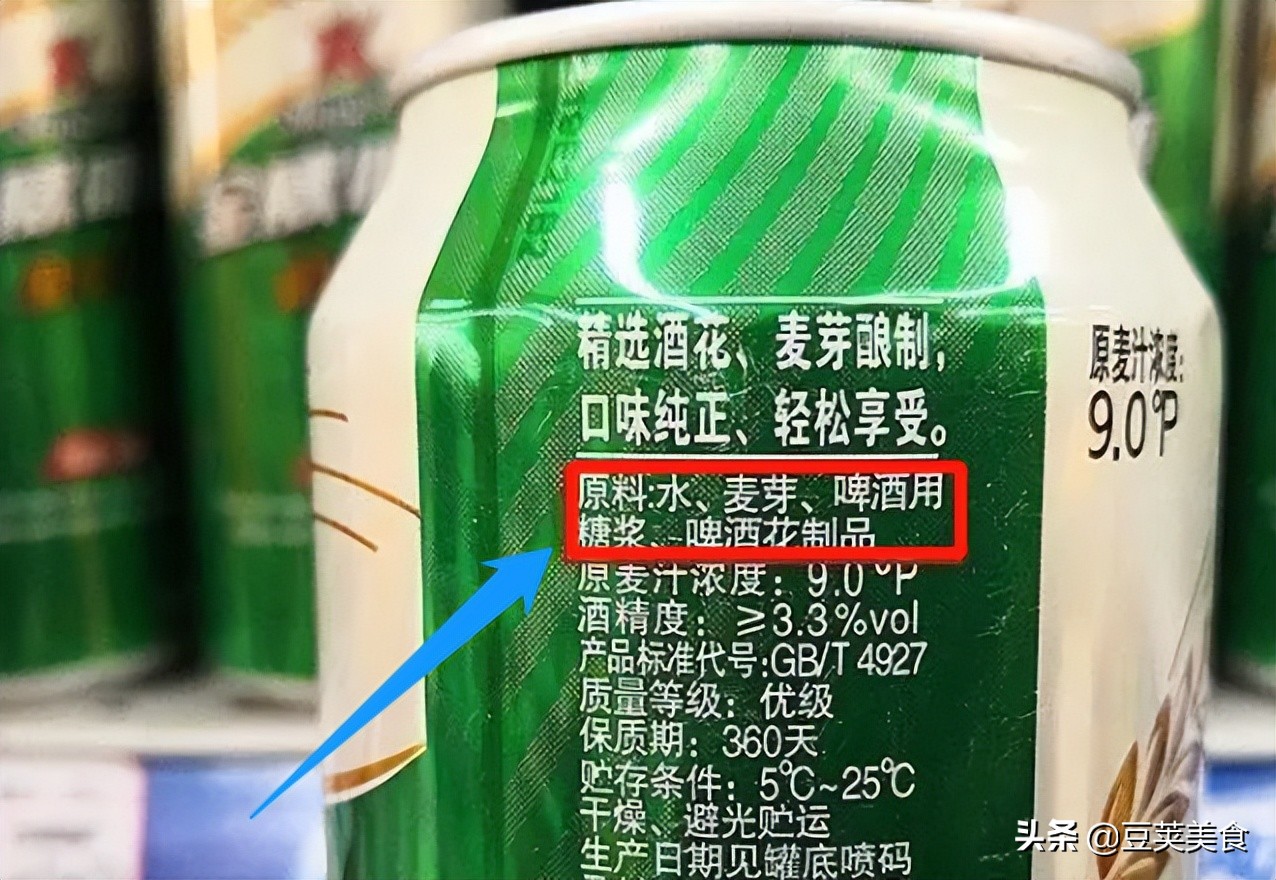 精选酒花、麦芽酿制，
口味纯正、轻松享受。
原料:水、麦芽、啤酒用
糖浆、啤酒花制品
原麦汁浓度：9.0°P
酒精度：≥3.3%vol
产品标准代号:GB/T 4927
质量等级：优级
保质期：360天
贮存条件：5℃~25℃
干燥、避光贮运
生产日期见罐底喷码
原麦汁浓度:
9.0°P
头条 @豆荚美食